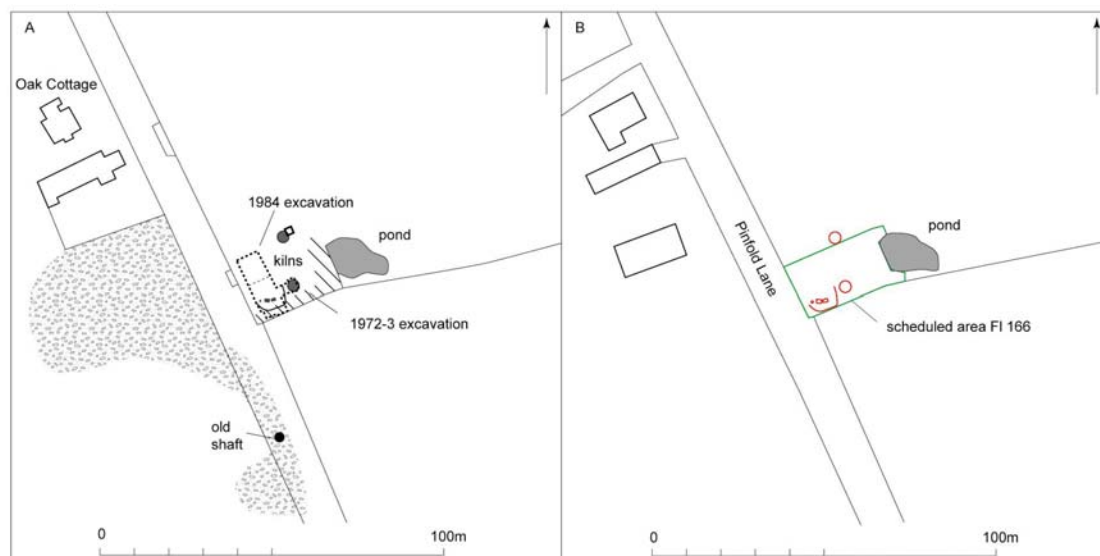 A
Oak Cottage
1984 excavation
kilns
pond
1972-3 excavation
old
shaft
0
100m
B
Pinfold Lane
pond
scheduled area Fl 166
0
100m